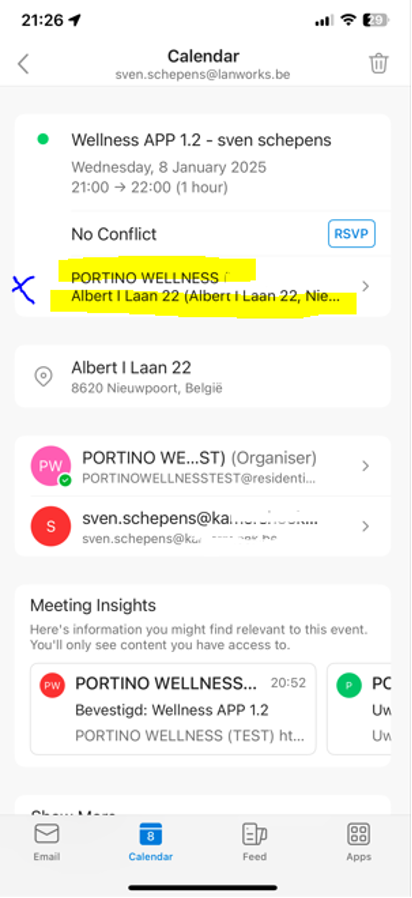 21:26
29
Calendar
sven.schepens@lanworks.be
Wellness APP 1.2 - sven schepens
Wednesday, 8 January 2025
21:00 → 22:00 (1 hour)
No Conflict
RSVP
PORTINO WELLNESS (
Albert I Laan 22 (Albert I Laan 22, Nie...
Albert I Laan 22
8620 Nieuwpoort, België
PW
PORTINO WE...ST) (Organiser)
PORTINOWELLNESSTEST@residenti...
S
sven.schepens@
sven.schepens@
Meeting Insights
Here's information you might find relevant to this event.
You'll only see content you have access to.
PW
PORTINO WELLNESS... 20:52
Bevestigd: Wellness APP 1.2
PORTINO WELLNESS (TEST) ht...
P
PO
Uw
Uw
Show More
8
Email
Calendar
Feed
Apps